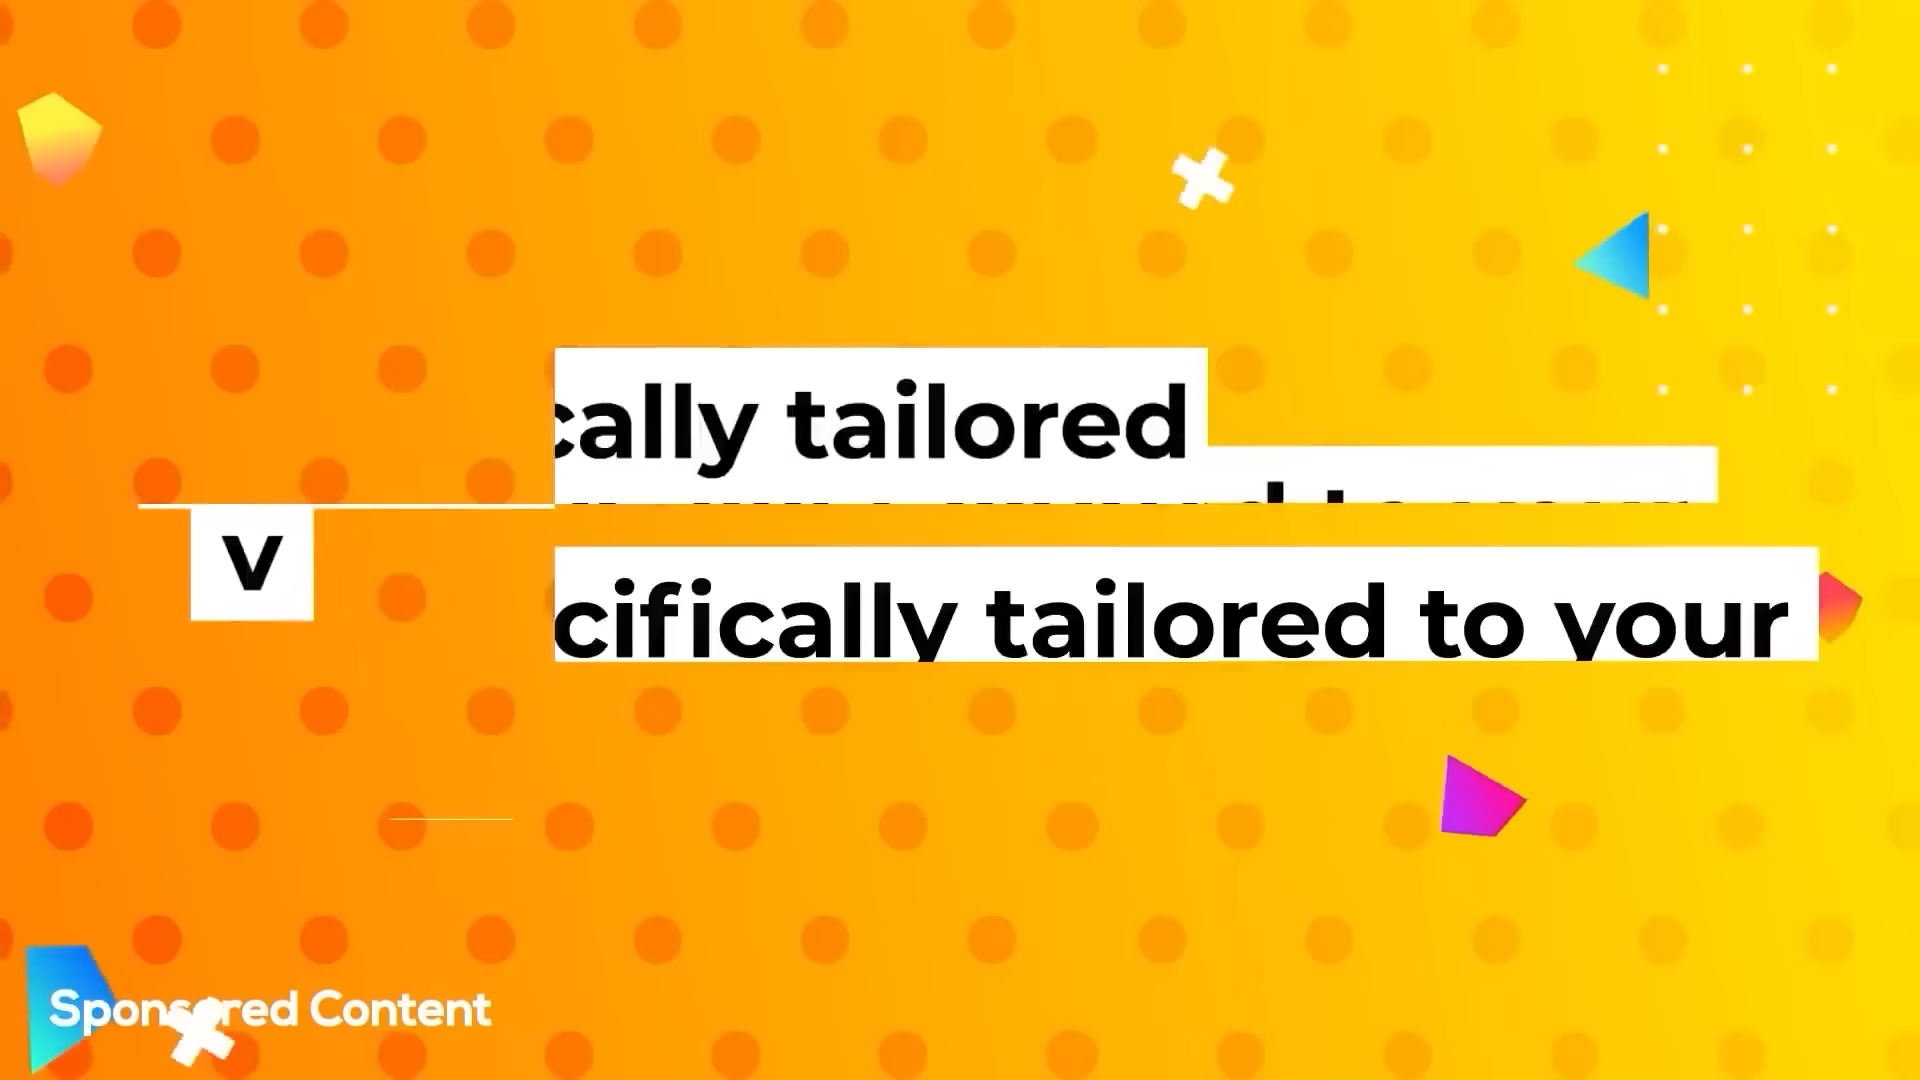 cally tailored
v
cifically tailored to your
Sponsored Content